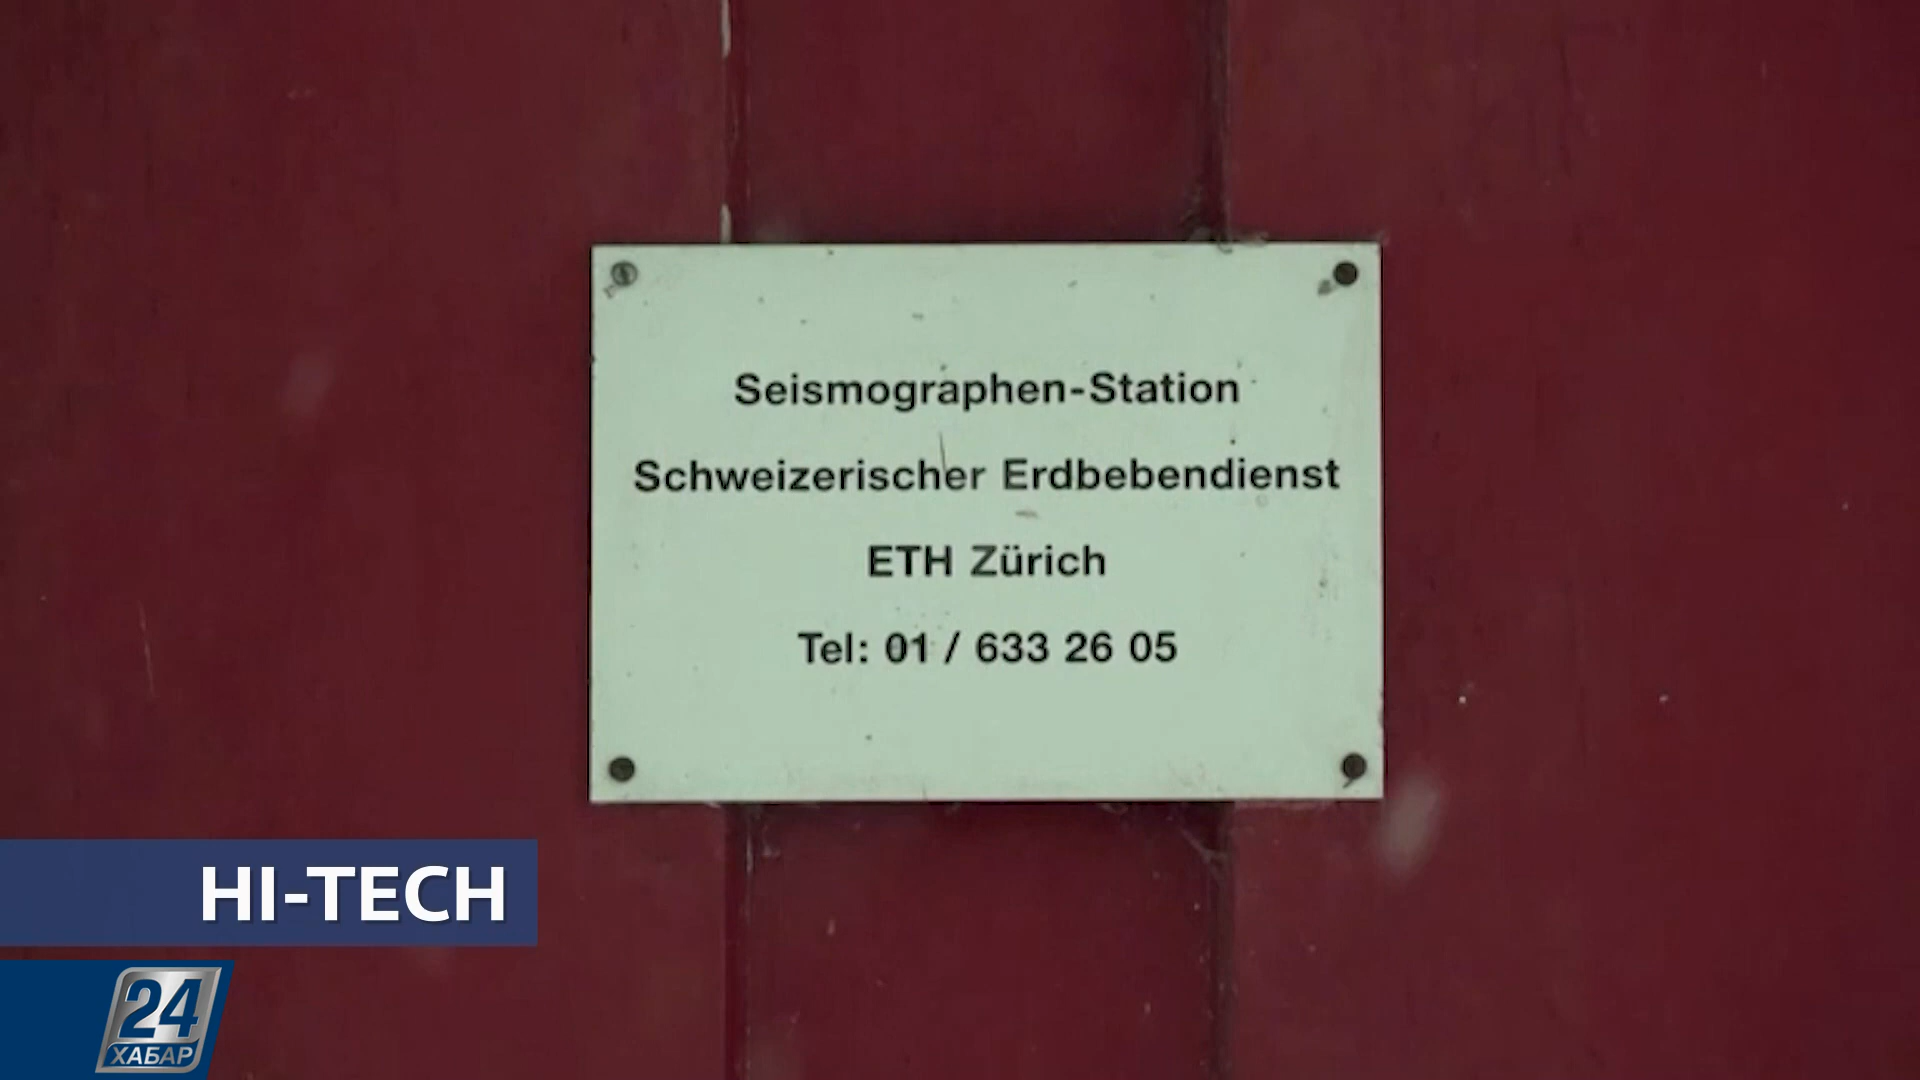 Seismographen-Station
Schweizerischer Erdbebendienst
ETH Zürich
Tel: 01 / 633 26 05
HI-TECH
24
ХАБАР